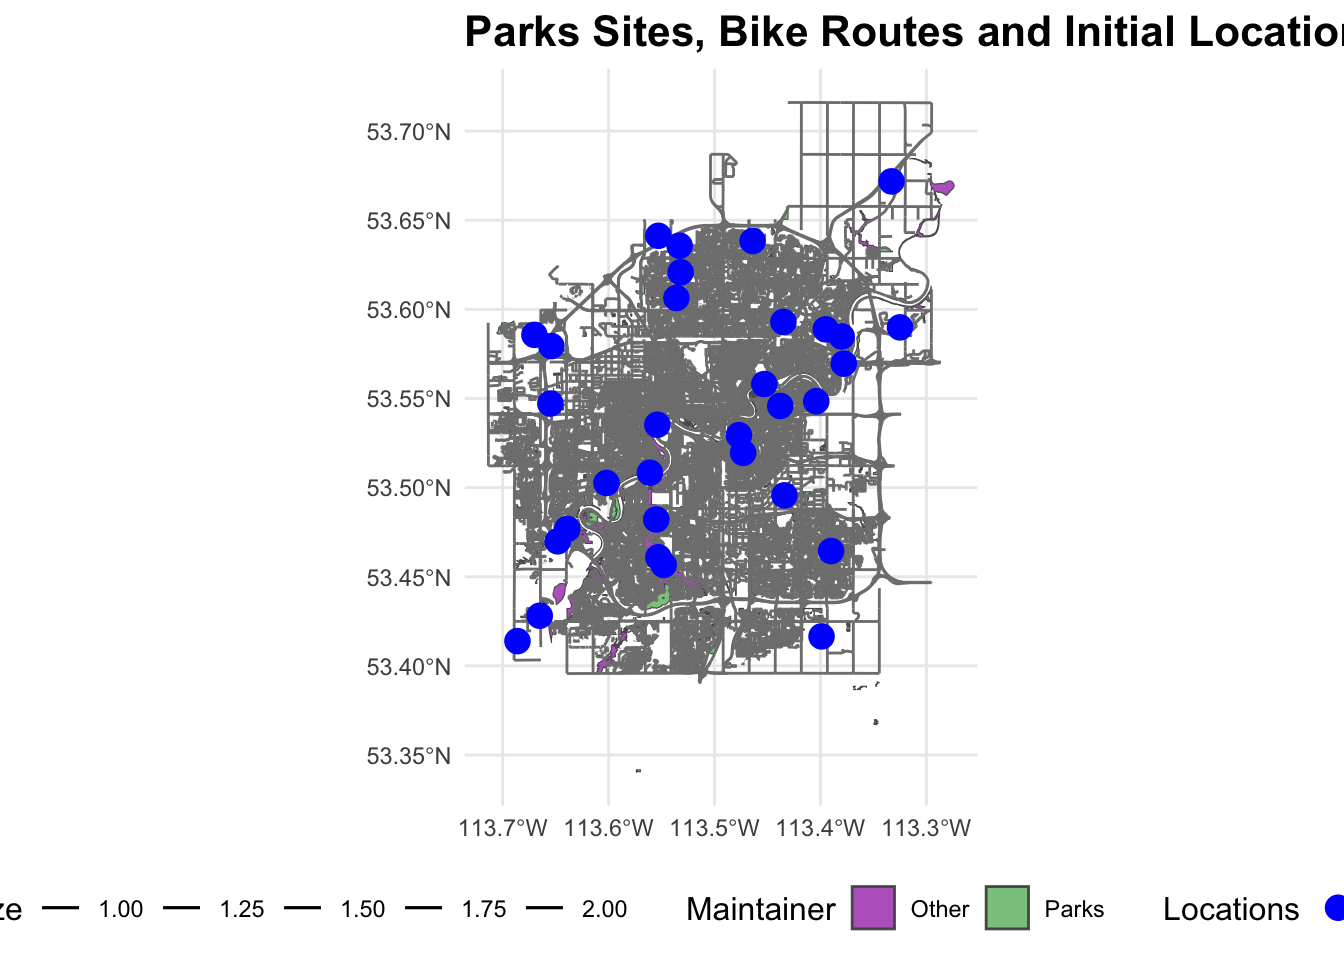 Parks Sites, Bike Routes and Initial
53.70°N
53.65°N
53.60°N
53.55°N
53.50°N
53.45°N
53.40°N
53.35°N
113.7°W 113.6°W 113.5°W 113.4°W 113.3°W
1.00 1.25 1.50 1.75 2.00 Maintainer Other Parks Locations